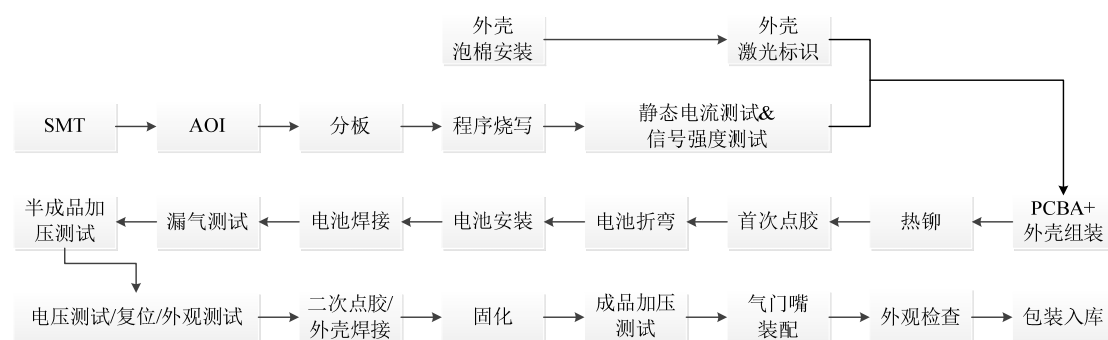 外壳
泡棉安装
外壳
激光标识
SMT
AOI
分板
程序烧写
静态电流测试&
信号强度测试
PCBA+
外壳组装
热铆
首次点胶
电池折弯
电池安装
电池焊接
漏气测试
半成品加
压测试
电压测试/复位/外观测试
二次点胶/
外壳焊接
固化
成品加压
测试
气门嘴
装配
外观检查
包装入库